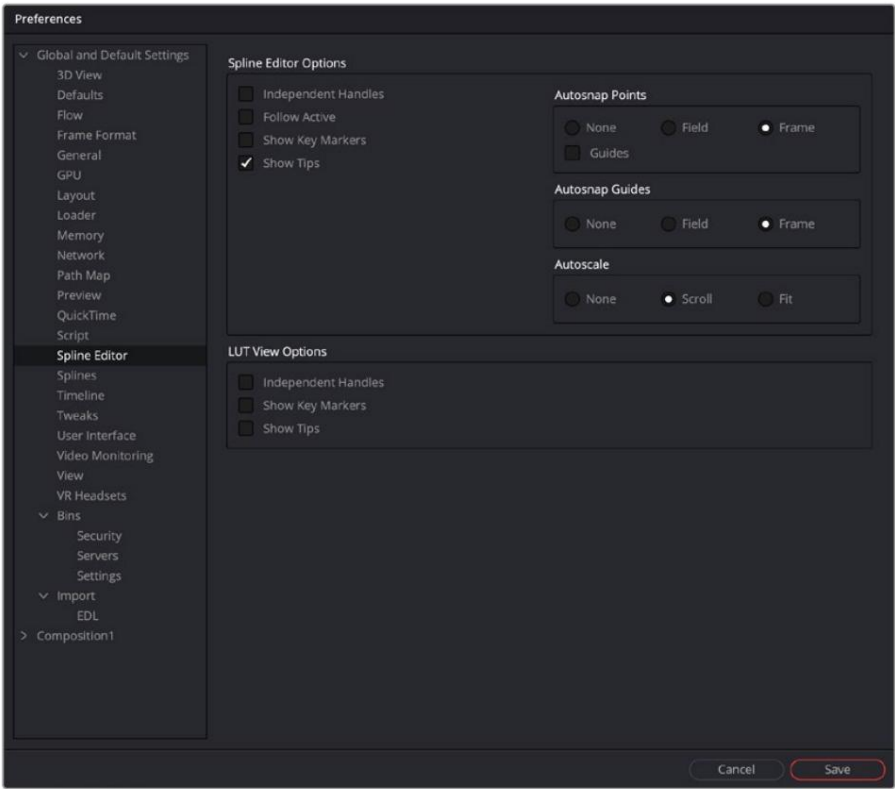 Preferences
Global and Default Settings
3D View
Defaults
Flow
Frame Format
General
GPU
Layout
Loader
Memory
Network
Path Map
Preview
QuickTime
Script
Spline Editor
Splines
Timeline
Tweaks
User Interface
Video Monitoring
View
VR Headsets
Bins
Security
Servers
Settings
Import
EDL
Composition1
Spline Editor Options
Independent Handles
Follow Active
Show Key Markers
Show Tips
Autosnap Points
None Field Frame
Guides
Autosnap Guides
None Field Frame
Autoscale
None Scroll Fit
LUT View Options
Independent Handles
Show Key Markers
Show Tips
Cancel Save